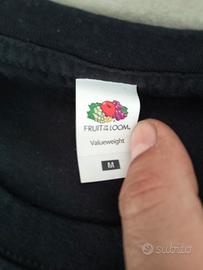 FRUIT OF THE LOOM.
Valueweight
M
subito